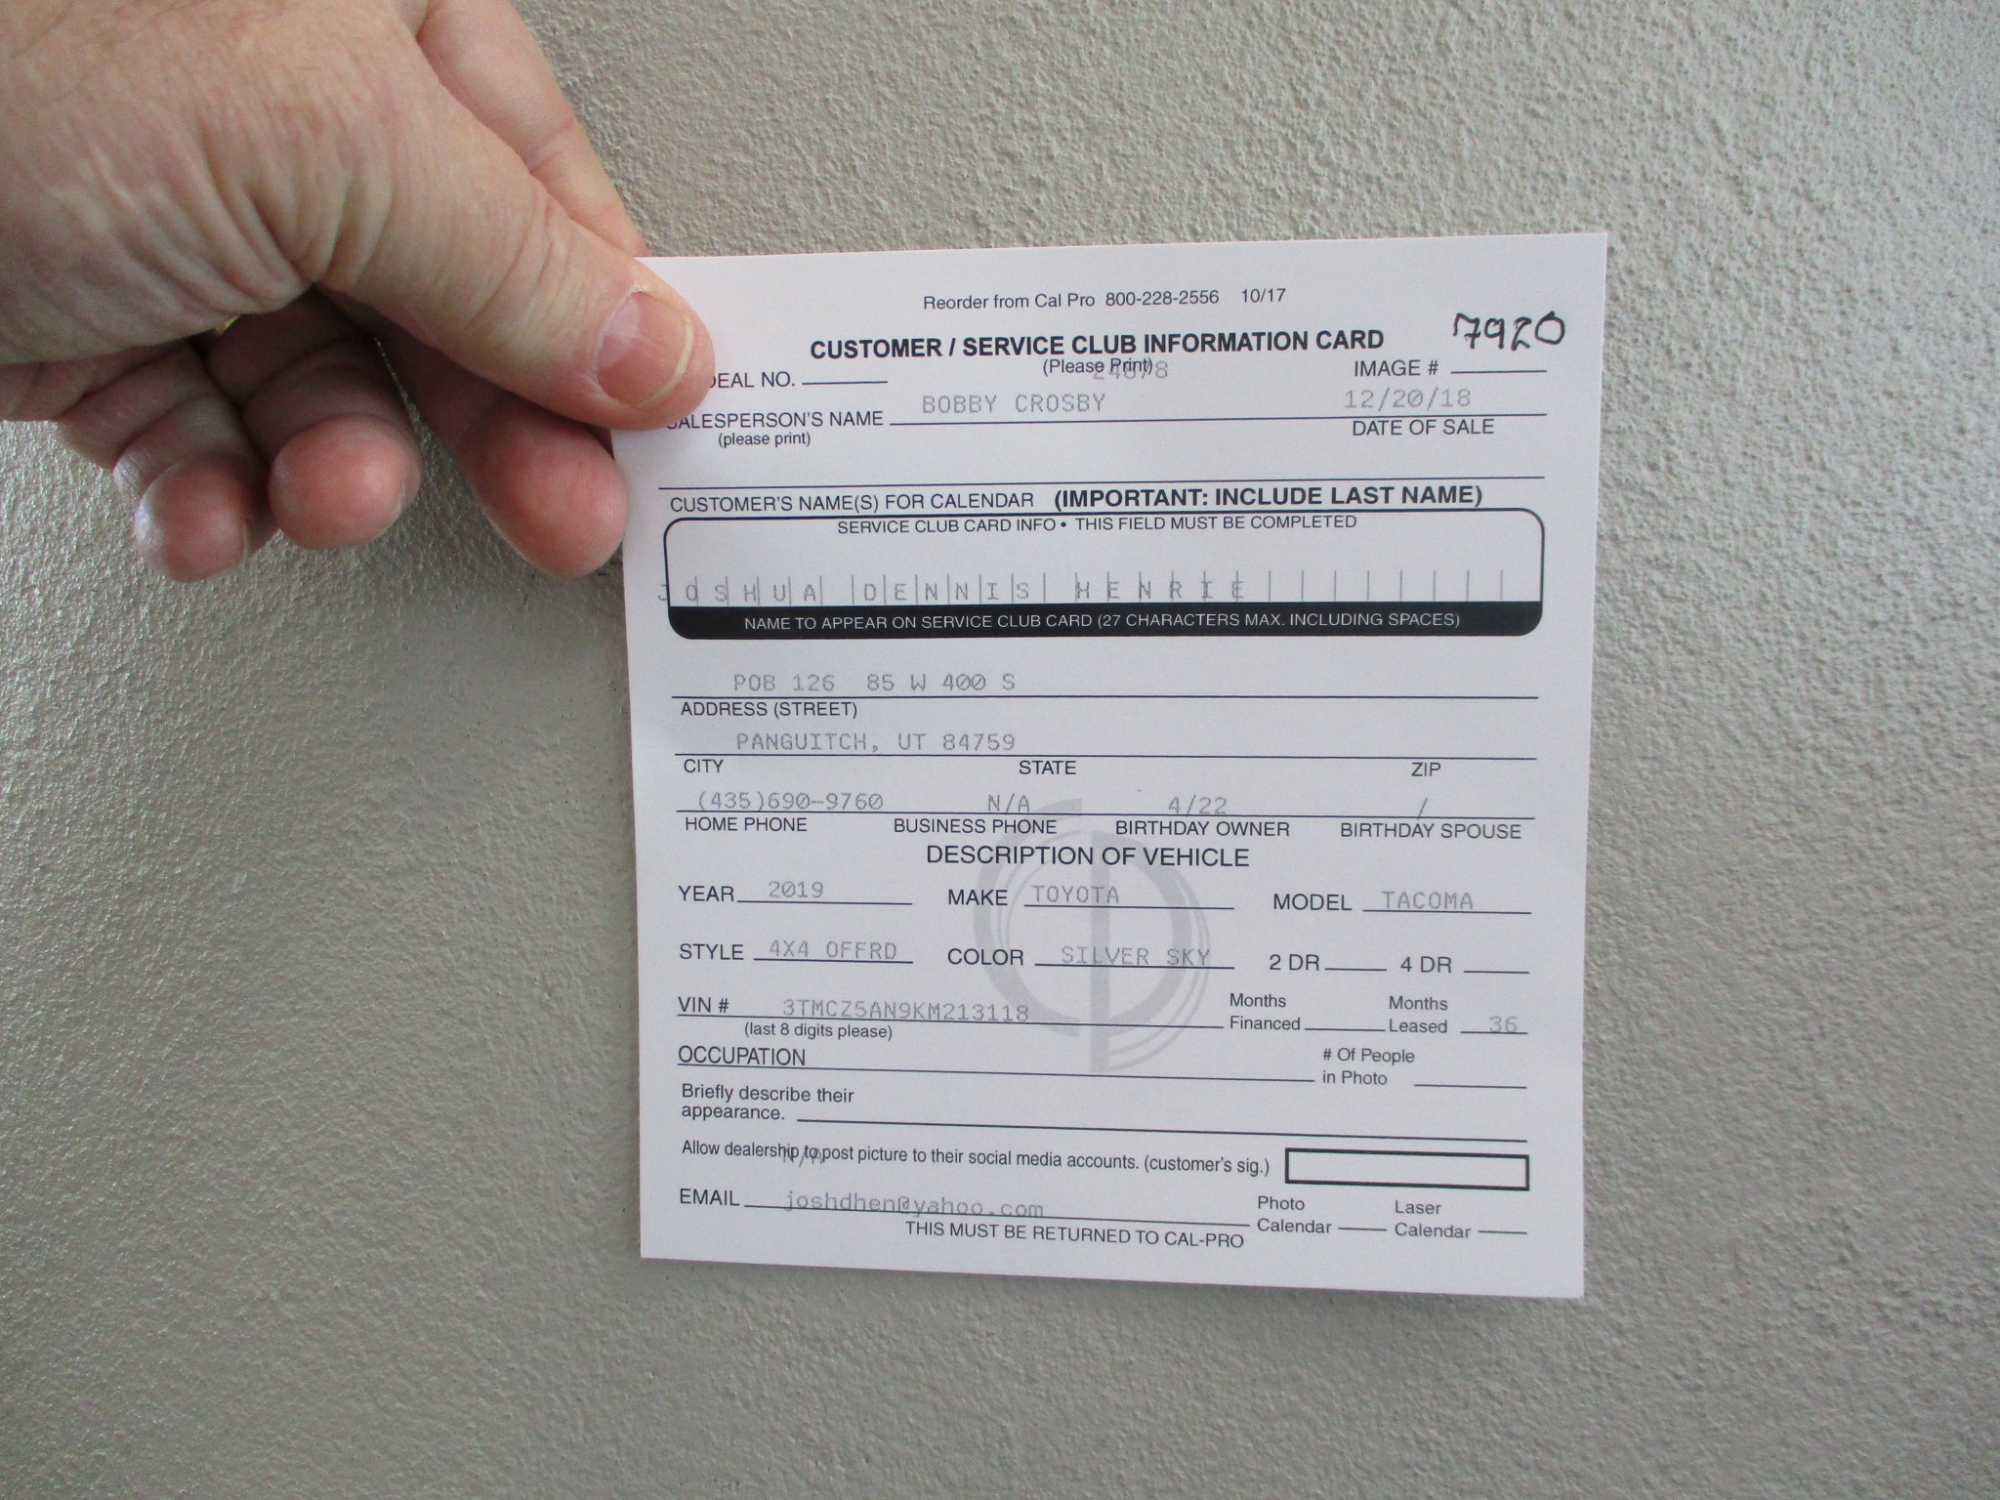 Reorder from Cal Pro 800-228-2556 10/17
CUSTOMER / SERVICE CLUB INFORMATION CARD 7920
(Please Print)
DEAL NO. IMAGE #
BOBBY CROSBY 12/20/18
SALESPERSON'S NAME DATE OF SALE
(please print)
CUSTOMER'S NAME(S) FOR CALENDAR (IMPORTANT: INCLUDE LAST NAME)
SERVICE CLUB CARD INFO • THIS FIELD MUST BE COMPLETED
JOSHUA DENNIS HENRIE
NAME TO APPEAR ON SERVICE CLUB CARD (27 CHARACTERS MAX. INCLUDING SPACES)
POB 126 85 W 400 S
ADDRESS (STREET)
PANGUITCH, UT 84759
CITY STATE ZIP
(435)690-9760 N/A 4/22 /
HOME PHONE BUSINESS PHONE BIRTHDAY OWNER BIRTHDAY SPOUSE
DESCRIPTION OF VEHICLE
YEAR 2019 MAKE TOYOTA MODEL TACOMA
STYLE 4X4 OFFRD COLOR SILVER SKY 2 DR 4 DR
VIN # 3TMCZ5AN9KM213118 Months Financed Months Leased 36
(last 8 digits please)
OCCUPATION # Of People in Photo
Briefly describe their
appearance.
Allow dealership to post picture to their social media accounts. (customer's sig.)
N/A
EMAIL joshdhen@yahoo.com Photo Calendar Laser Calendar
THIS MUST BE RETURNED TO CAL-PRO